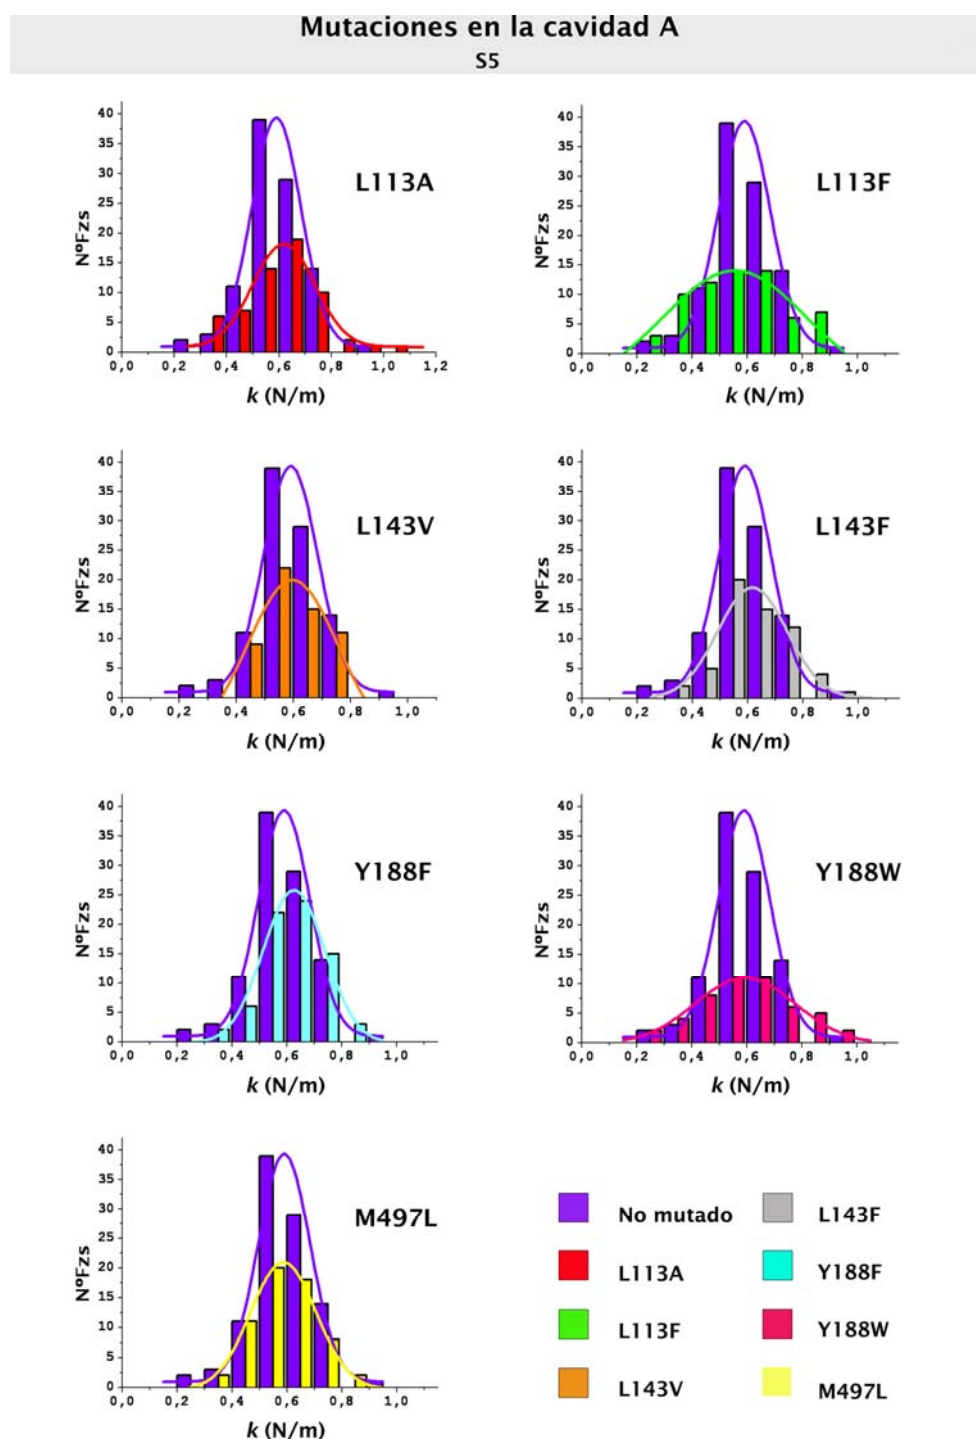 Mutaciones en la cavidad A
S5
L113A
NºFzs
40
35
30
25
20
15
10
5
0
0,0 0,2 0,4 0,6 0,8 1,0 1,2
k (N/m)
L113F
NºFzs
40
35
30
25
20
15
10
5
0
0,0 0,2 0,4 0,6 0,8 1,0
k (N/m)
L143V
NºFzs
40
35
30
25
20
15
10
5
0
0,0 0,2 0,4 0,6 0,8 1,0
k (N/m)
L143F
NºFzs
40
35
30
25
20
15
10
5
0
0,0 0,2 0,4 0,6 0,8 1,0
k (N/m)
Y188F
NºFzs
40
35
30
25
20
15
10
5
0
0,0 0,2 0,4 0,6 0,8 1,0
k (N/m)
Y188W
NºFzs
40
35
30
25
20
15
10
5
0
0,0 0,2 0,4 0,6 0,8 1,0
k (N/m)
M497L
NºFzs
40
35
30
25
20
15
10
5
0
0,0 0,2 0,4 0,6 0,8 1,0
k (N/m)
No mutado
L113A
L113F
L143V
L143F
Y188F
Y188W
M497L